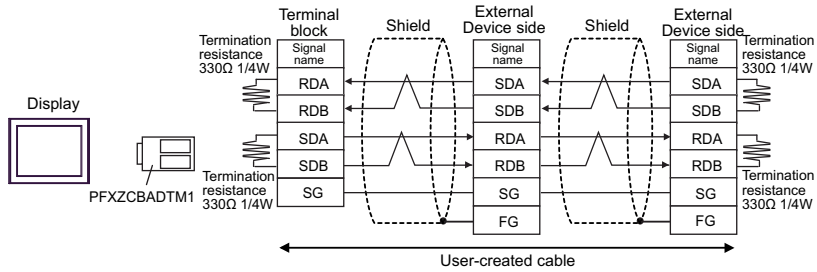 Terminal
block
Shield
External
Device side
Shield
External
Device side
Termination
resistance
330Ω 1/4W
Termination
resistance
330Ω 1/4W
Signal
name
Signal
name
Signal
name
RDA
SDA
SDA
RDB
SDB
SDB
Display
SDA
RDA
RDA
SDB
RDB
RDB
PFXZCBADTM1
Termination
resistance
330Ω 1/4W
SG
SG
SG
Termination
resistance
330Ω 1/4W
FG
FG
User-created cable